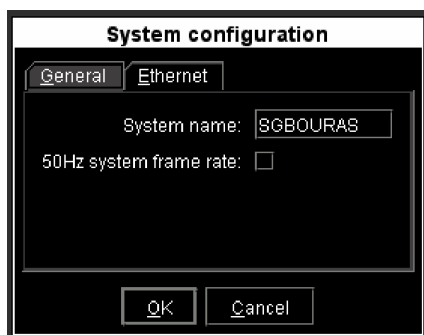 System configuration
General Ethernet
System name: SGBOURAS
50Hz system frame rate:
OK Cancel